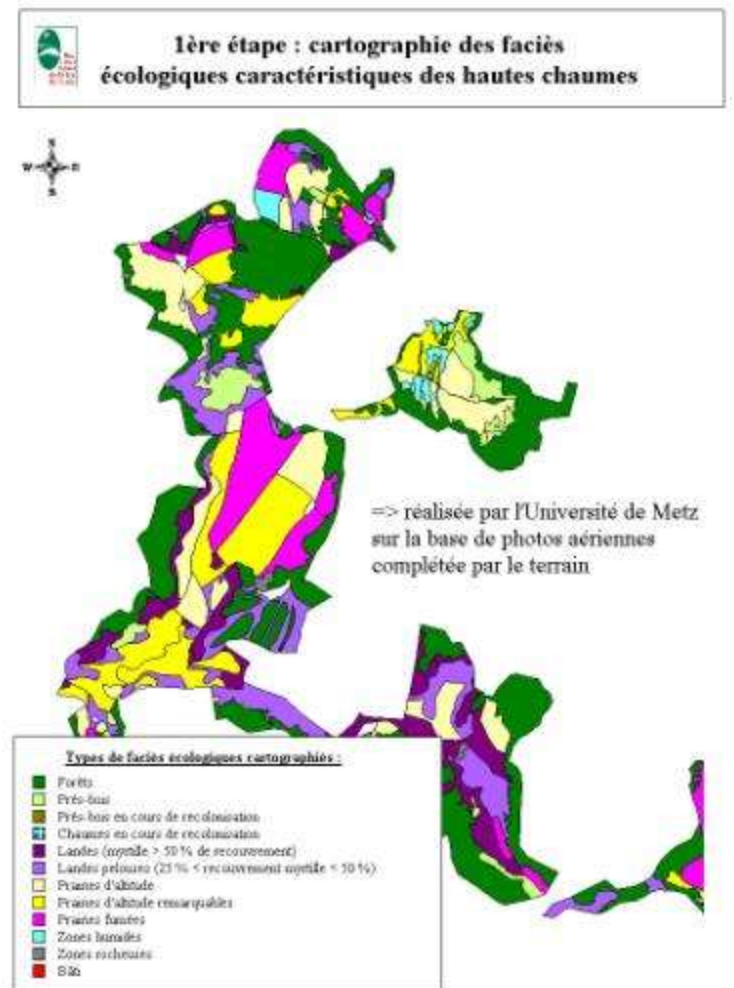 1ère étape : cartographie des faciès
écologiques caractéristiques des hautes chaumes
N
W E
S
=> réalisée par l'Université de Metz
sur la base de photos aériennes
complétée par le terrain
Types de faciès écologiques cartographiés :
Forêts
Prés-bois
Prés-bois en cours de recolonisation
Chaumes en cours de recolonisation
Landes (myrtille > 50 % de recouvrement)
Landes pelouses (25 % < recouvrement myrtille < 50 %)
Prairies d'altitude
Prairies d'altitude remarquables
Prairies fumées
Zones humides
Zones rocheuses
Bâti